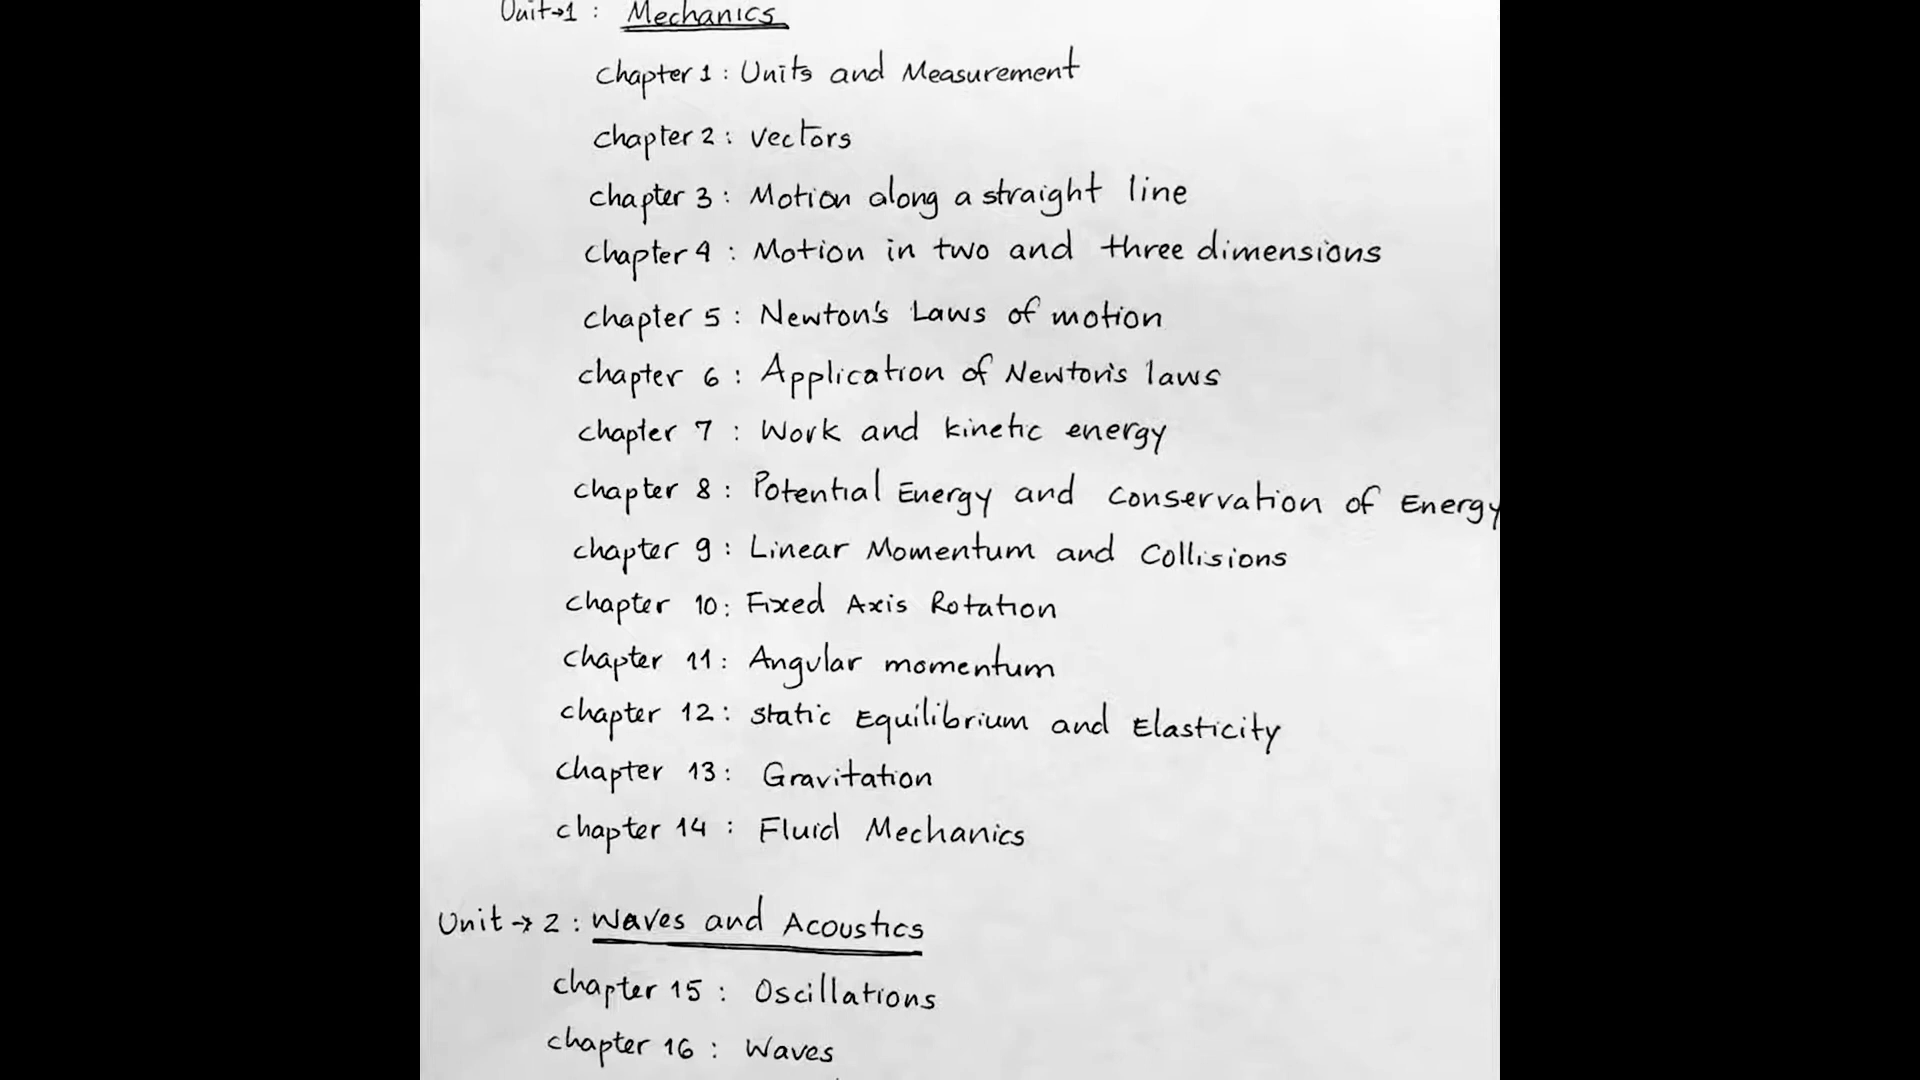 Unit→1 : Mechanics
chapter 1 : Units and Measurement
chapter 2 : vectors
chapter 3 : Motion along a straight line
chapter 4 : Motion in two and three dimensions
chapter 5 : Newton's Laws of motion
chapter 6 : Application of Newton's laws
chapter 7 : Work and kinetic energy
chapter 8 : Potential Energy and Conservation of Energy
chapter 9 : Linear Momentum and Collisions
chapter 10 : Fixed Axis Rotation
chapter 11 : Angular momentum
chapter 12 : Static Equilibrium and Elasticity
chapter 13 : Gravitation
chapter 14 : Fluid Mechanics
Unit → 2 : Waves and Acoustics
chapter 15 : Oscillations
chapter 16 : Waves